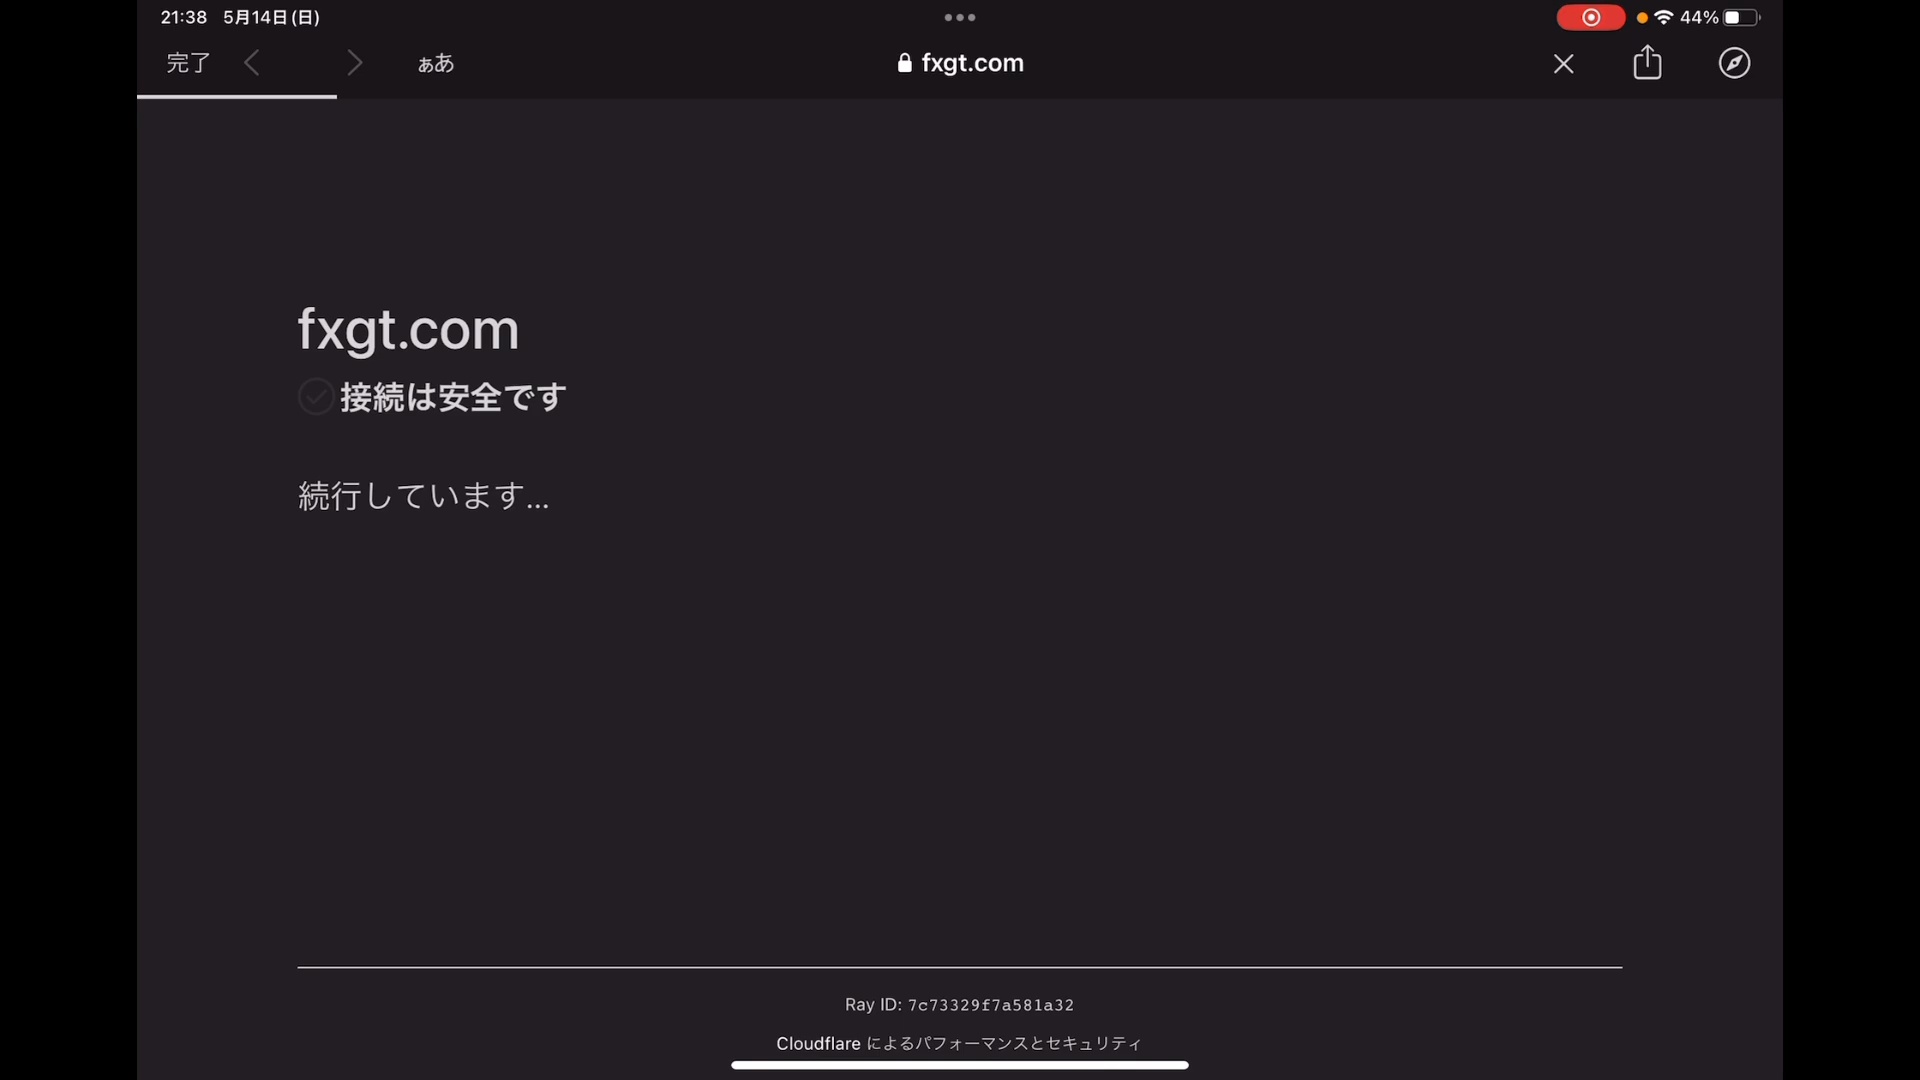 21:38 5月14日(日)
44%
完了
ぁあ
fxgt.com
fxgt.com
接続は安全です
続行しています...
Ray ID: 7c73329f7a581a32
Cloudflare によるパフォーマンスとセキュリティ